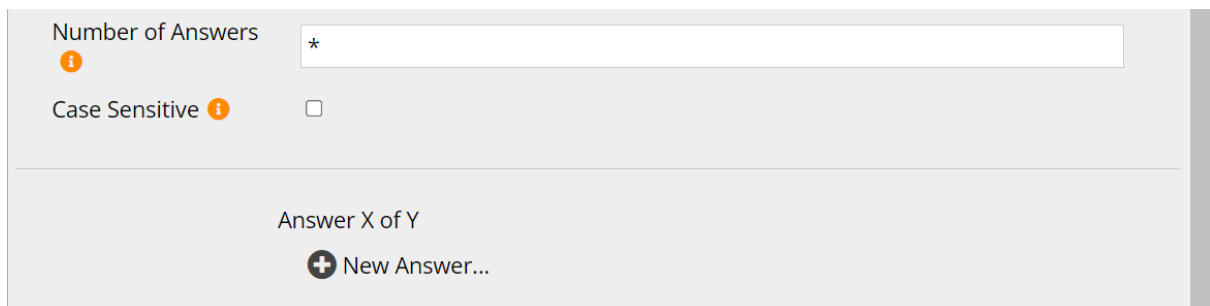 Number of Answers
*
Case Sensitive
Answer X of Y
New Answer...